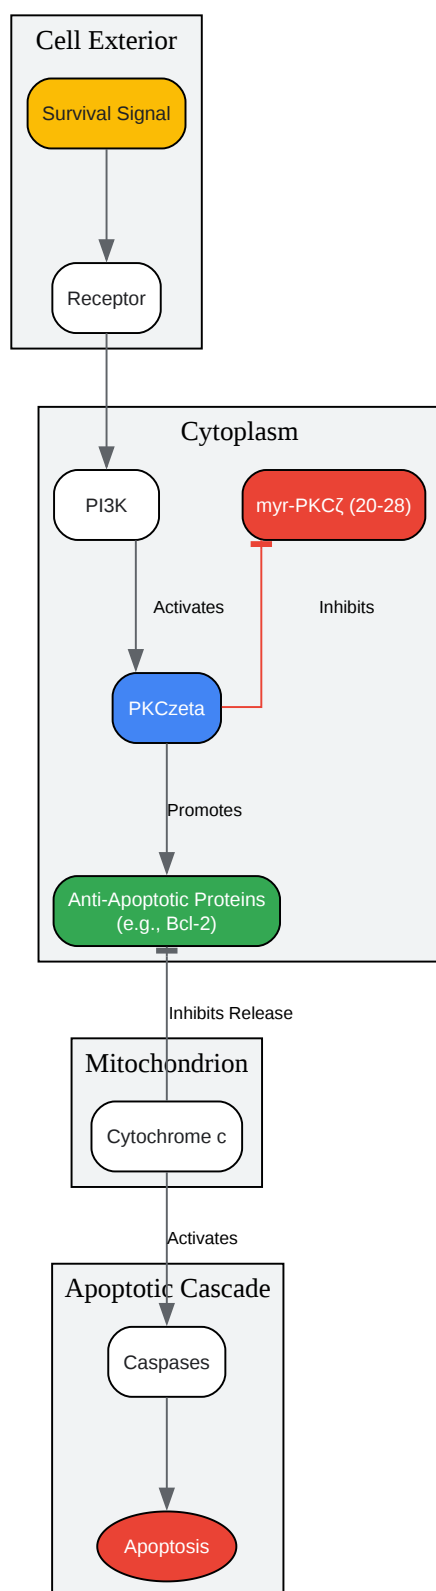 Cell Exterior
Survival Signal
Receptor
Cytoplasm
PI3K
myr-PKCζ (20-28)
Activates
Inhibits
PKCzeta
Promotes
Anti-Apoptotic Proteins
(e.g., Bcl-2)
Inhibits Release
Mitochondrion
Cytochrome c
Activates
Apoptotic Cascade
Caspases
Apoptosis